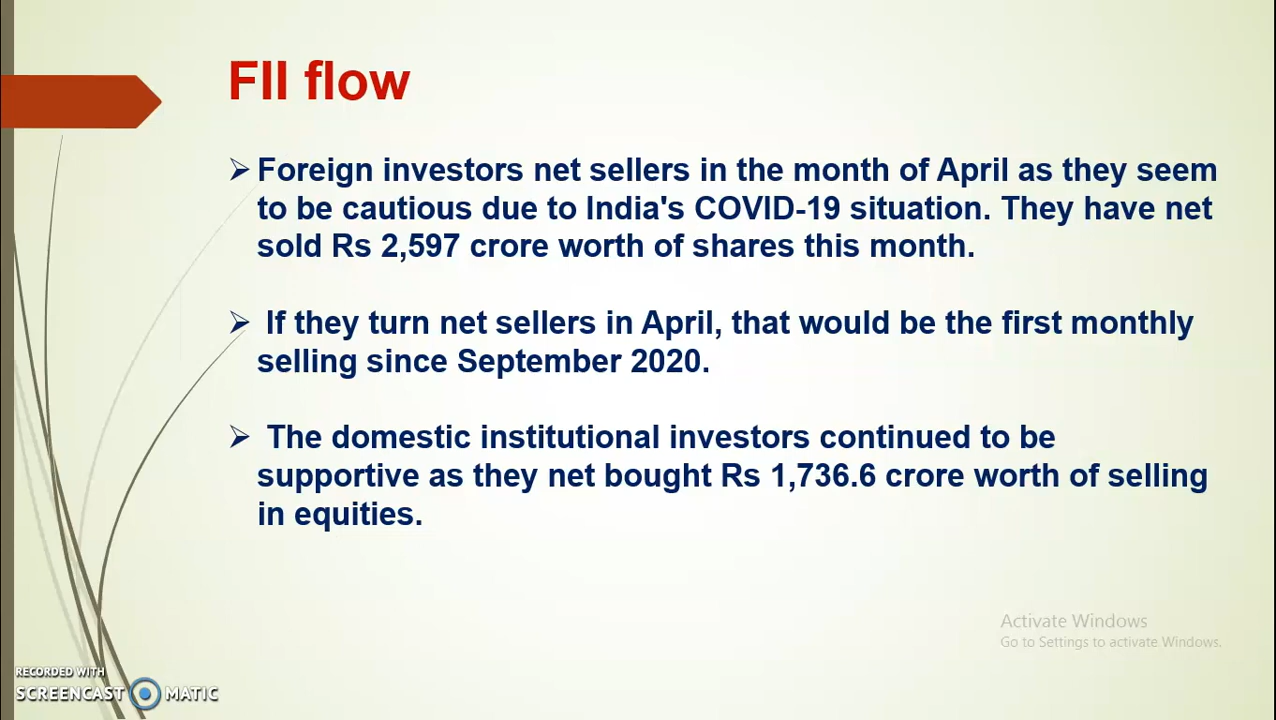 FII flow
Foreign investors net sellers in the month of April as they seem
to be cautious due to India's COVID-19 situation. They have net
sold Rs 2,597 crore worth of shares this month.
If they turn net sellers in April, that would be the first monthly
selling since September 2020.
The domestic institutional investors continued to be
supportive as they net bought Rs 1,736.6 crore worth of selling
in equities.
Activate Windows
Go to Settings to activate Windows.
RECORDED WITH
SCREENCAST MATIC